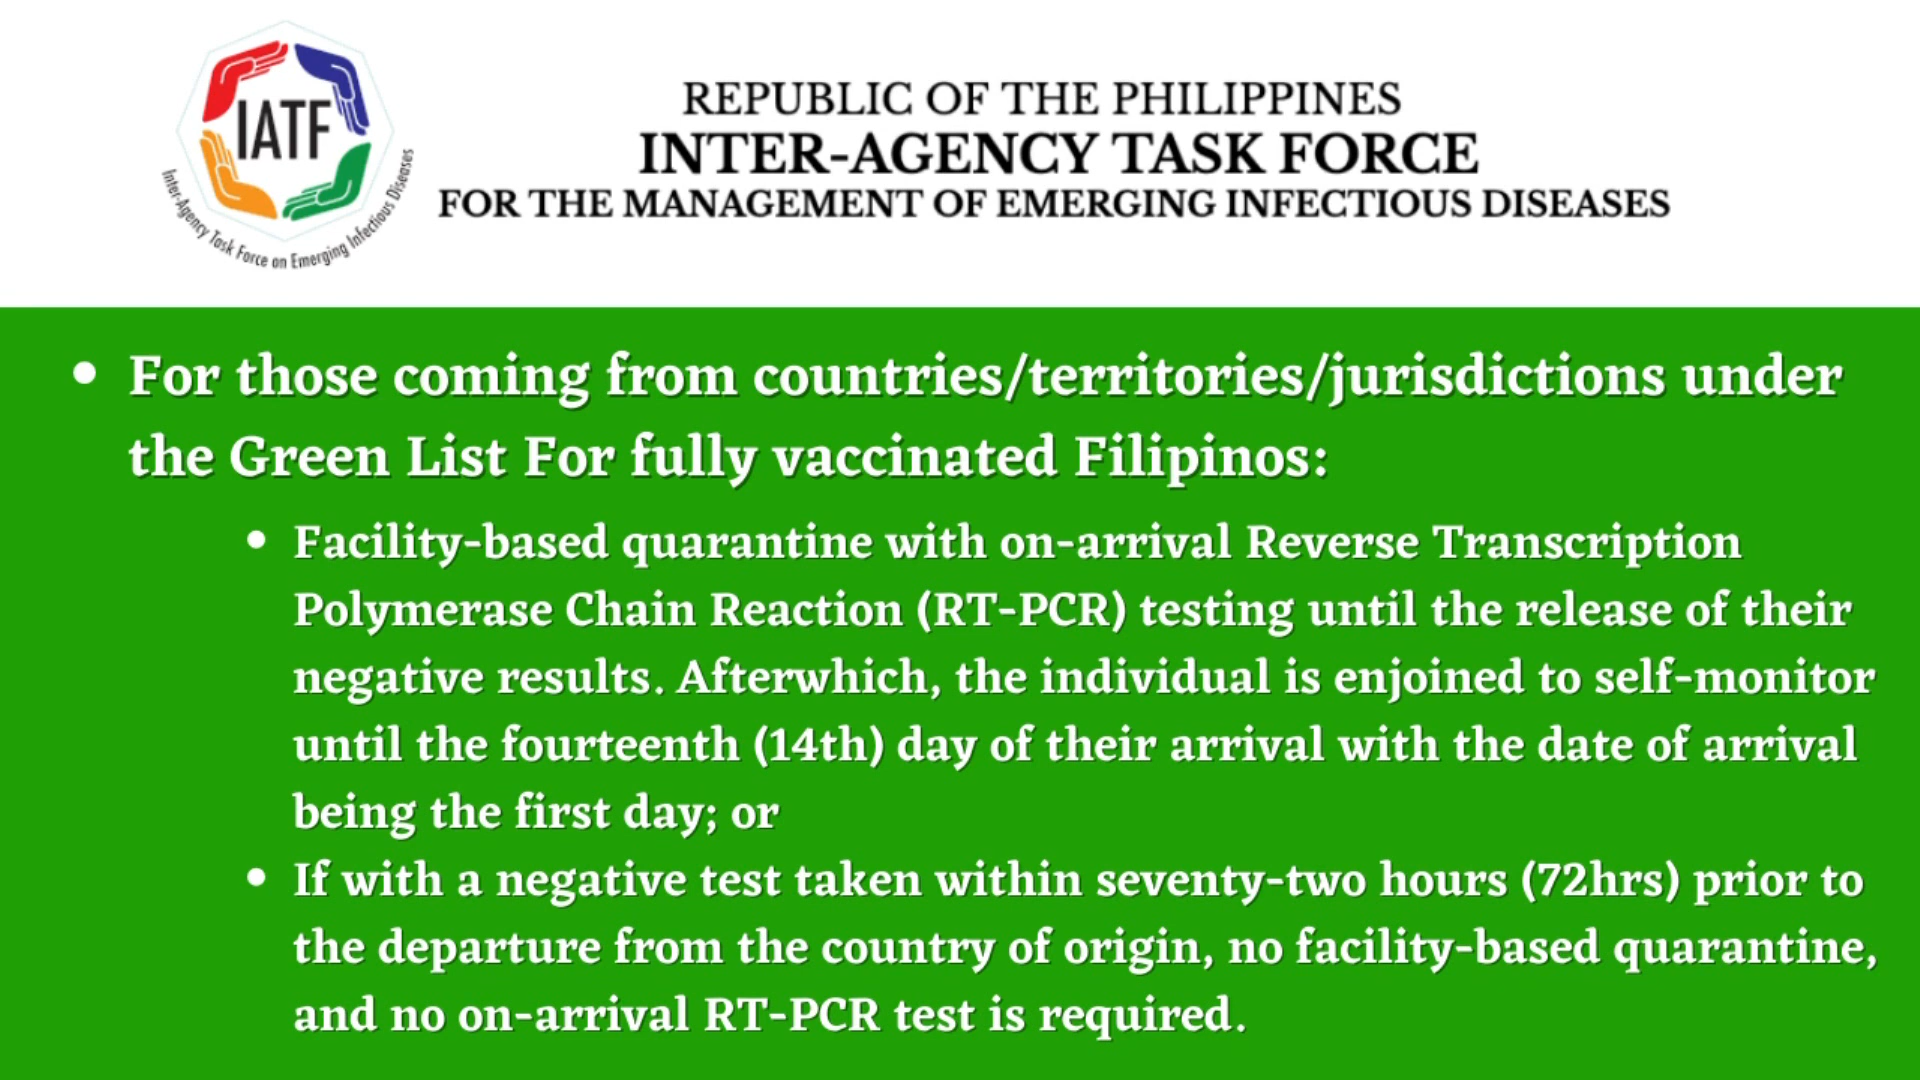 IATF
Inter-Agency Task Force on Emerging Infectious Diseases
REPUBLIC OF THE PHILIPPINES
INTER-AGENCY TASK FORCE
FOR THE MANAGEMENT OF EMERGING INFECTIOUS DISEASES
• For those coming from countries/territories/jurisdictions under
the Green List For fully vaccinated Filipinos:
• Facility-based quarantine with on-arrival Reverse Transcription
Polymerase Chain Reaction (RT-PCR) testing until the release of their
negative results. Afterwhich, the individual is enjoined to self-monitor
until the fourteenth (14th) day of their arrival with the date of arrival
being the first day; or
• If with a negative test taken within seventy-two hours (72hrs) prior to
the departure from the country of origin, no facility-based quarantine,
and no on-arrival RT-PCR test is required.